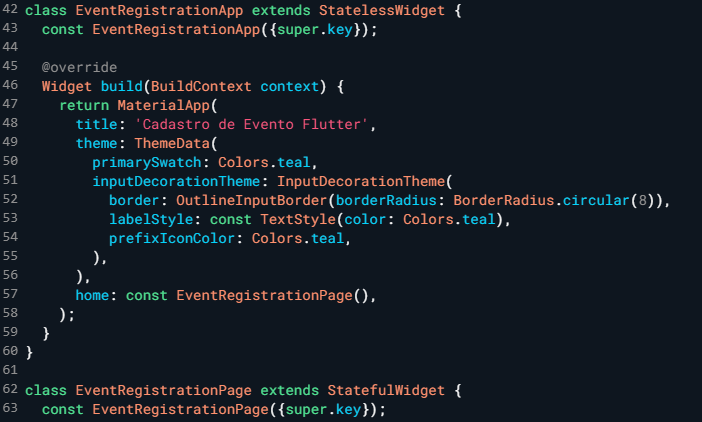 42 class EventRegistrationApp extends StatelessWidget {
43   const EventRegistrationApp({super.key});
44
45   @override
46   Widget build(BuildContext context) {
47     return MaterialApp(
48       title: 'Cadastro de Evento Flutter',
49       theme: ThemeData(
50         primarySwatch: Colors.teal,
51         inputDecorationTheme: InputDecorationTheme(
52           border: OutlineInputBorder(borderRadius: BorderRadius.circular(8)),
53           labelStyle: const TextStyle(color: Colors.teal),
54           prefixIconColor: Colors.teal,
55         ),
56       ),
57       home: const EventRegistrationPage(),
58     );
59   }
60 }
61
62 class EventRegistrationPage extends StatefulWidget {
63   const EventRegistrationPage({super.key});